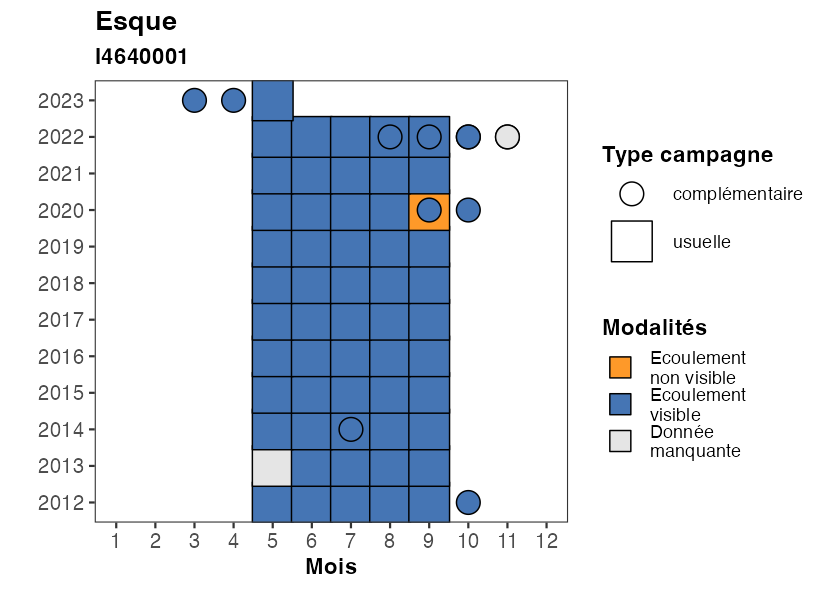 Esque
I4640001
2023
2022
2021
2020
2019
2018
2017
2016
2015
2014
2013
2012
1 2 3 4 5 6 7 8 9 10 11 12
Mois
Type campagne
complémentaire
usuelle
Modalités
Ecoulement
non visible
Ecoulement
visible
Donnée
manquante